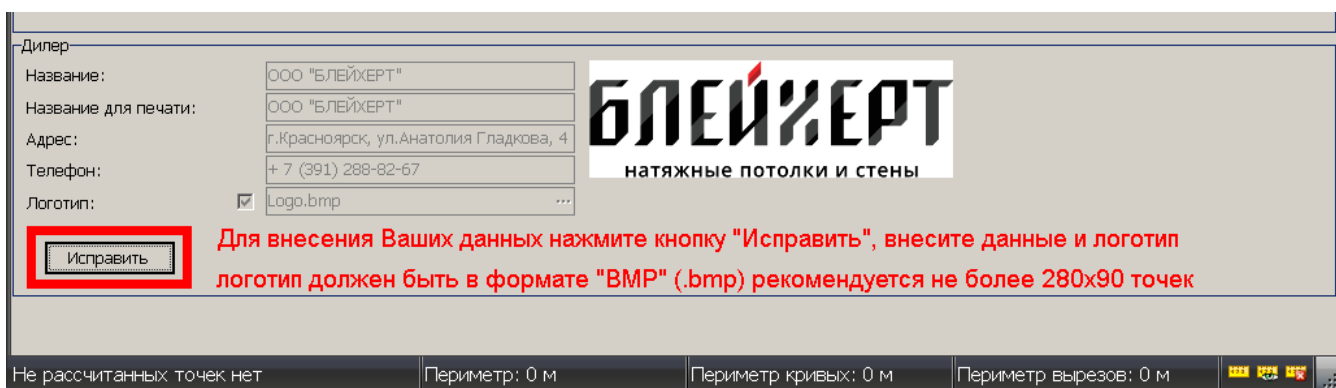 Дилер
Название: ООО "БЛЕЙХЕРТ"
Название для печати: ООО "БЛЕЙХЕРТ"
Адрес: г.Красноярск, ул.Анатолия Гладкова, 4
Телефон: + 7 (391) 288-82-67
Логотип: Logo.bmp ...
БЛЕЙХЕРТ
натяжные потолки и стены
Исправить
Для внесения Ваших данных нажмите кнопку "Исправить", внесите данные и логотип
логотип должен быть в формате "BMP" (.bmp) рекомендуется не более 280x90 точек
Не рассчитанных точек нет
Периметр: 0 м
Периметр кривых: 0 м
Периметр вырезов: 0 м